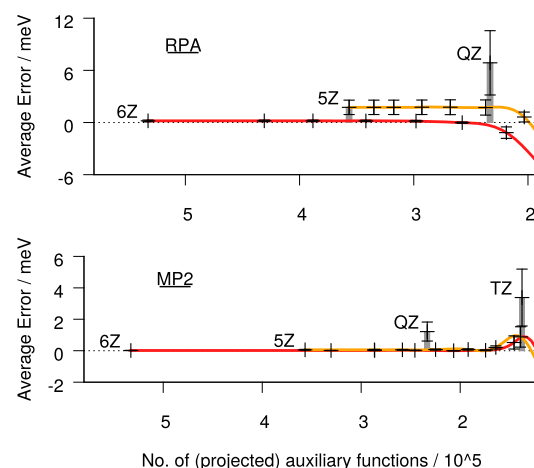 Average Error / meV
12
6
0
-6
RPA
QZ
5Z
6Z
5
4
3
2
Average Error / meV
6
4
2
0
-2
MP2
TZ
QZ
6Z
5Z
5
4
3
2
No. of (projected) auxiliary functions / 10^5